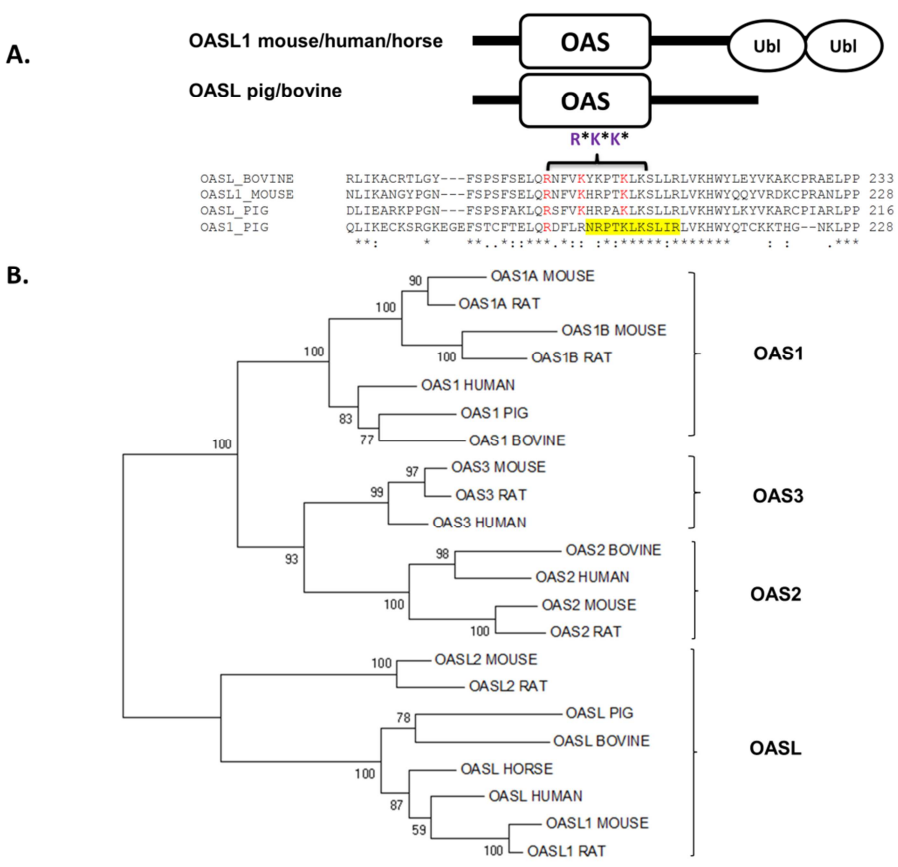 A.
OASL1 mouse/human/horse
OAS
Ubl
Ubl
OASL pig/bovine
OAS
R*K*K*
OASL_BOVINE RLIKACRTLGY---FSPSFSELQRNFVKYKPTKLKSLLRLVKHWYLEYVKAKCPRAELPP 233
OASL1_MOUSE NLIKANGYPGN---FSPSFSELQRNFVKHRPTKLKSLLRLVKHWYQQYVRDKCPRANLPP 228
OASL_PIG DLIEARKPPGN---FSPSFAKLQRSFVKHRPAKLKSLLRLVKHWYLKYVKAKCPIARLPP 216
OAS1_PIG QLIKECKSRGKEGEFSTCFTELQRDFLRNRPTKLKSLIRLVKHWYQTCKKTHG--NKLPP 228
**: * **..*.:*** .*:: :*:*****:******* : : .***
B.
90
OAS1A MOUSE
OAS1A RAT
100
OAS1B MOUSE
100
OAS1B RAT
100
OAS1
OAS1 HUMAN
83
OAS1 PIG
77
OAS1 BOVINE
100
97
OAS3 MOUSE
OAS3 RAT
99
OAS3
OAS3 HUMAN
93
98
OAS2 BOVINE
OAS2 HUMAN
100
OAS2
OAS2 MOUSE
100
OAS2 RAT
100
OASL2 MOUSE
OASL2 RAT
78
OASL PIG
OASL BOVINE
OASL
100
OASL HORSE
87
OASL HUMAN
59
OASL1 MOUSE
100
OASL1 RAT